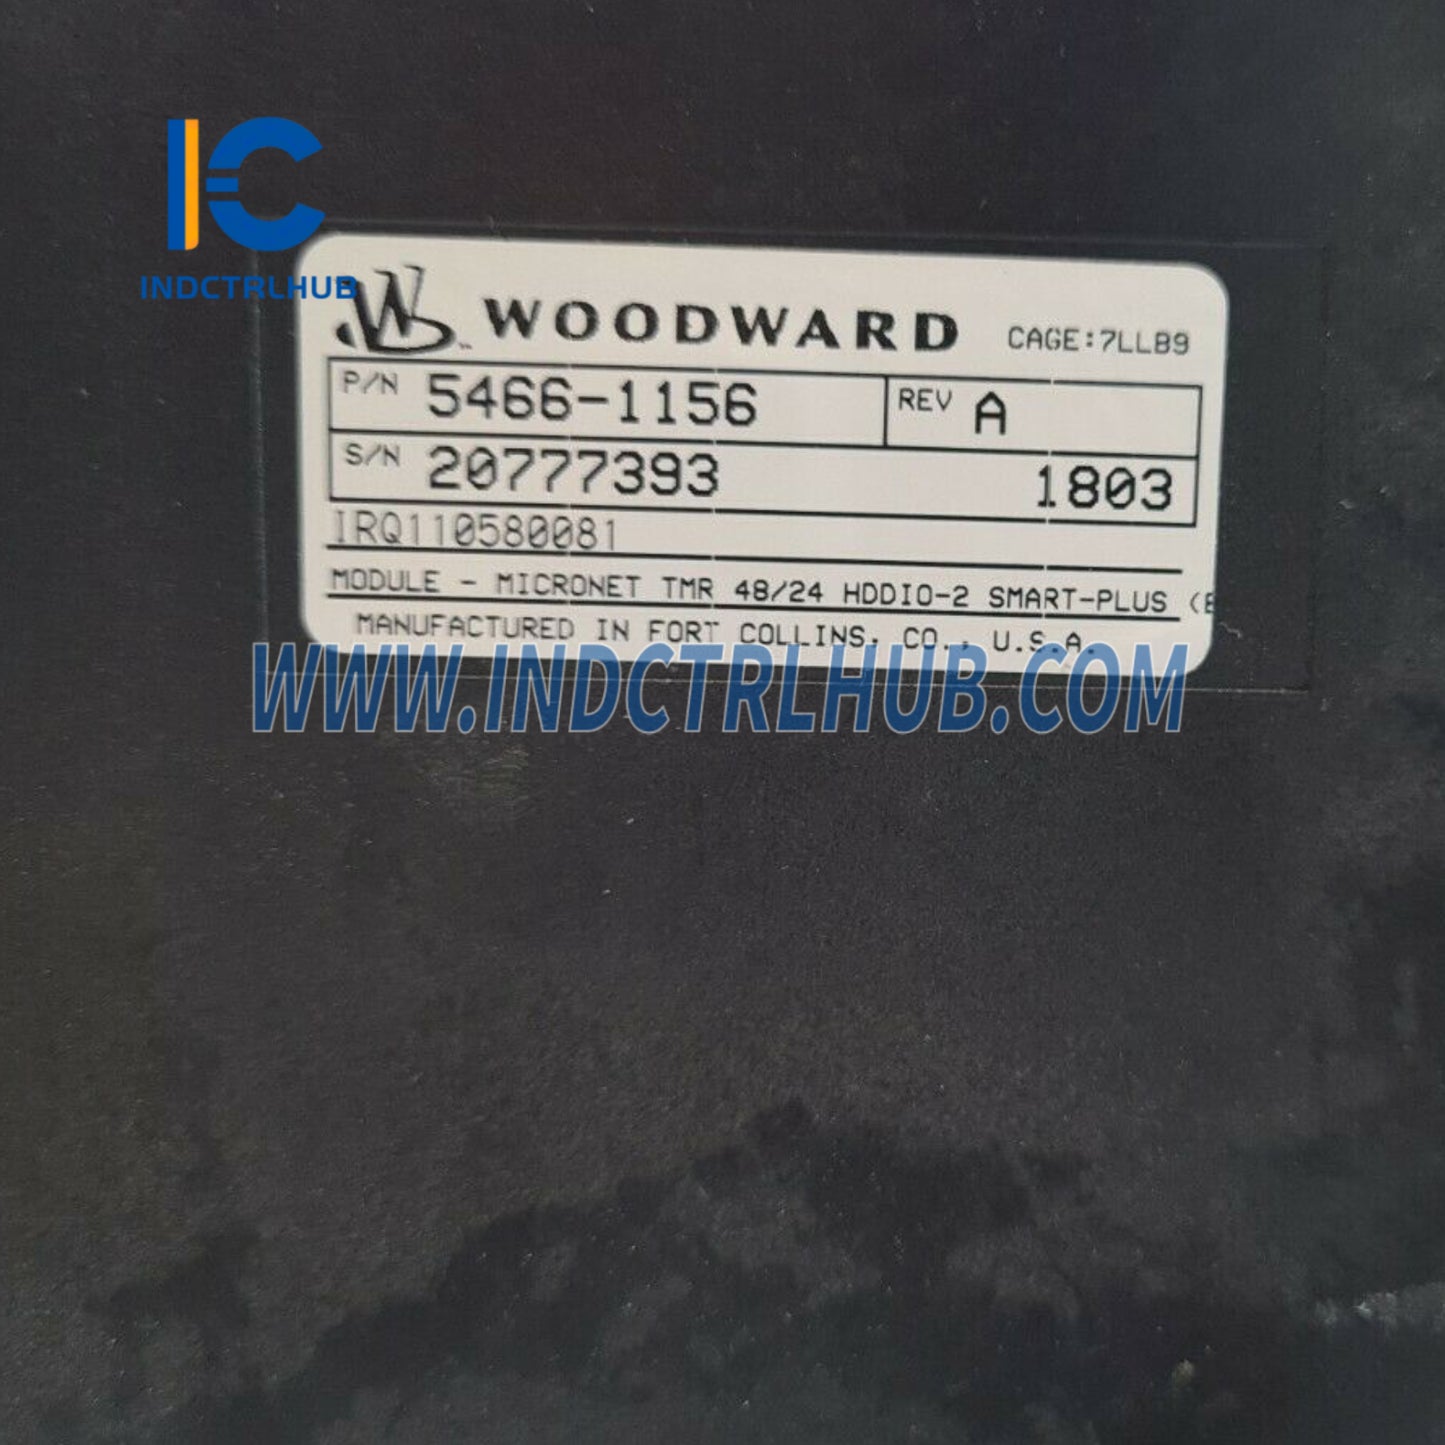 INDCTRLHUB
WOODWARD CAGE:7LLB9
P/N 5466-1156 REV A
S/N 20777393 1803
IRQ110580081
MODULE - MICRONET TMR 48/24 HDDIO-2 SMART-PLUS (
MANUFACTURED IN FORT COLLINS, CO., U.S.A.
WWW.INDCTRLHUB.COM